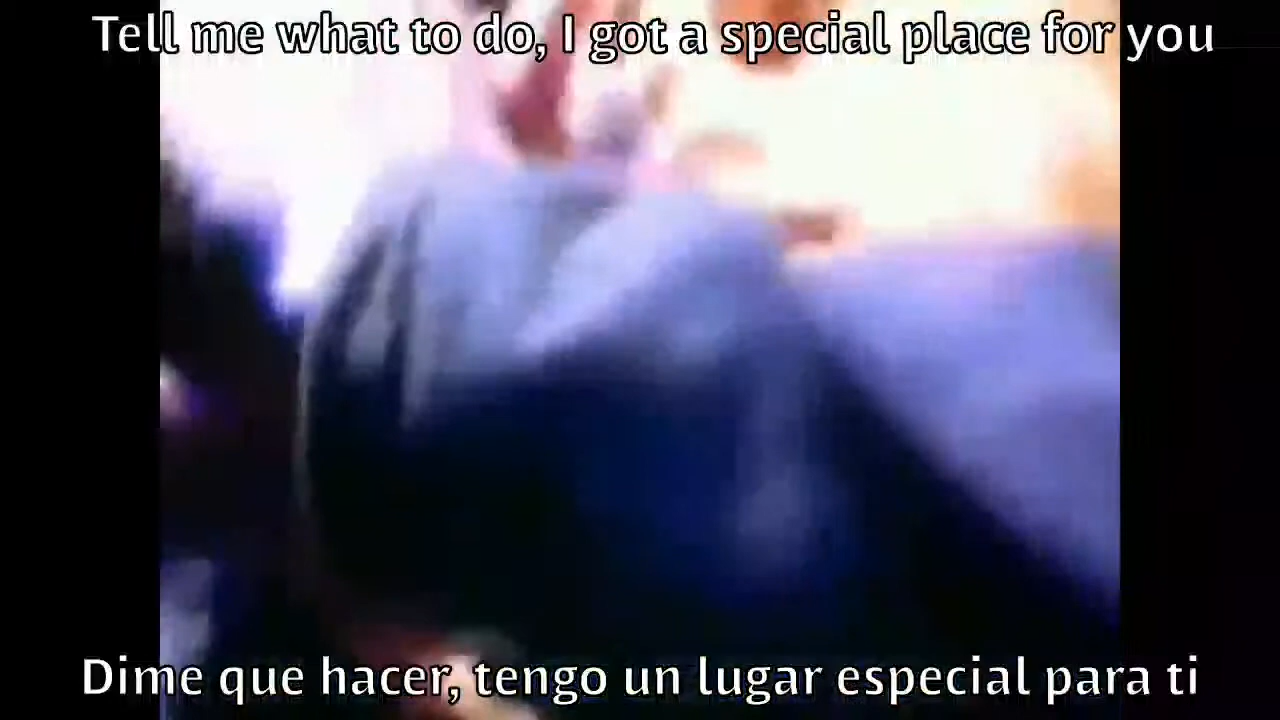 Tell me what to do, I got a special place for you
Dime que hacer, tengo un lugar especial para ti